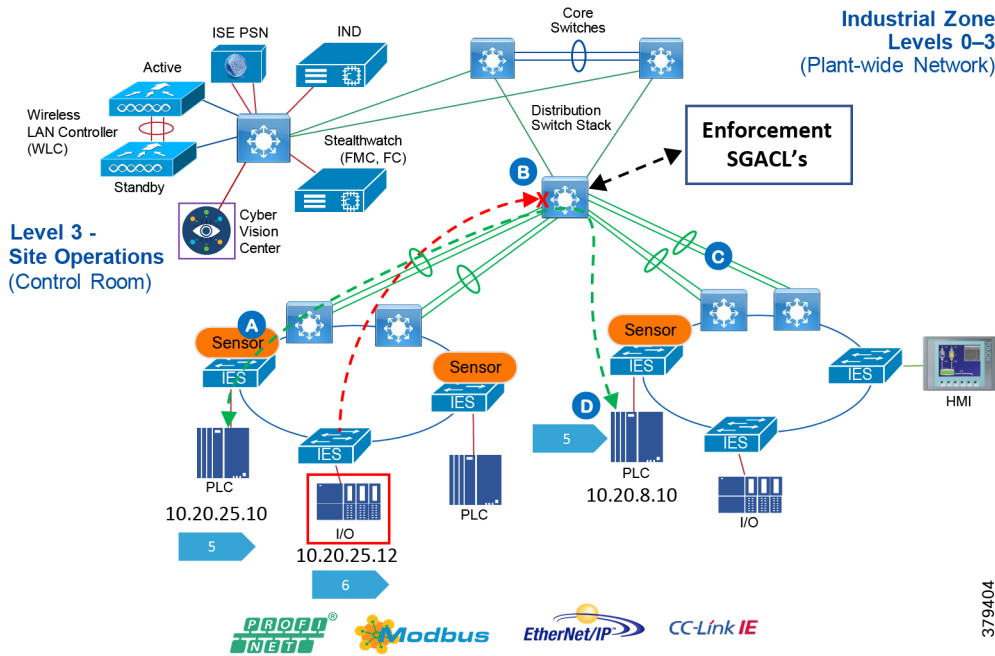 Industrial Zone
Levels 0–3
(Plant-wide Network)
Core
Switches
ISE PSN
IND
Active
Wireless
LAN Controller
(WLC)
Standby
Stealthwatch
(FMC, FC)
Distribution
Switch Stack
Enforcement
SGACL's
B
X
Cyber
Vision
Center
Level 3 -
Site Operations
(Control Room)
C
A
Sensor
IES
Sensor
IES
Sensor
IES
IES
HMI
IES
IES
D
5
PLC
10.20.25.10
5
I/O
10.20.25.12
6
PLC
PLC
10.20.8.10
I/O
379404
PROFI
NET®
Modbus
EtherNet/IP™
CC-Link IE